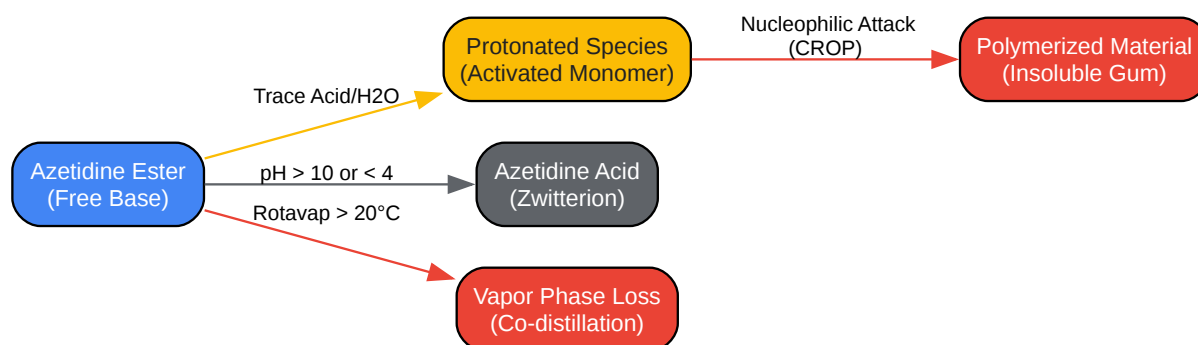 Nucleophilic Attack
(CROP)
Protonated Species
(Activated Monomer)
Polymerized Material
(Insoluble Gum)
Trace Acid/H2O
Azetidine Ester
(Free Base)
pH > 10 or < 4
Azetidine Acid
(Zwitterion)
Rotavap > 20°C
Vapor Phase Loss
(Co-distillation)